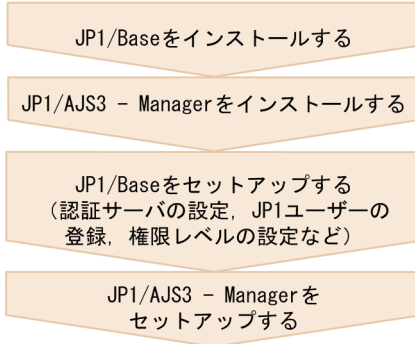 JP1/Baseをインストールする
JP1/AJS3 - Managerをインストールする
JP1/Baseをセットアップする
（認証サーバの設定，JP1ユーザーの
登録，権限レベルの設定など）
JP1/AJS3 - Managerを
セットアップする